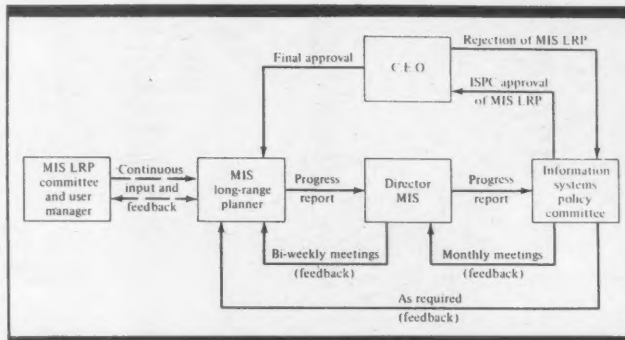 Rejection of MIS LRP
Final approval
CEO
ISPC approval
of MIS LRP
MIS LRP
committee
and user
manager
Continuous
input and
feedback
MIS
long-range
planner
Progress
report
Director
MIS
Progress
report
Information
systems
policy
committee
Bi-weekly meetings
(feedback)
Monthly meetings
(feedback)
As required
(feedback)